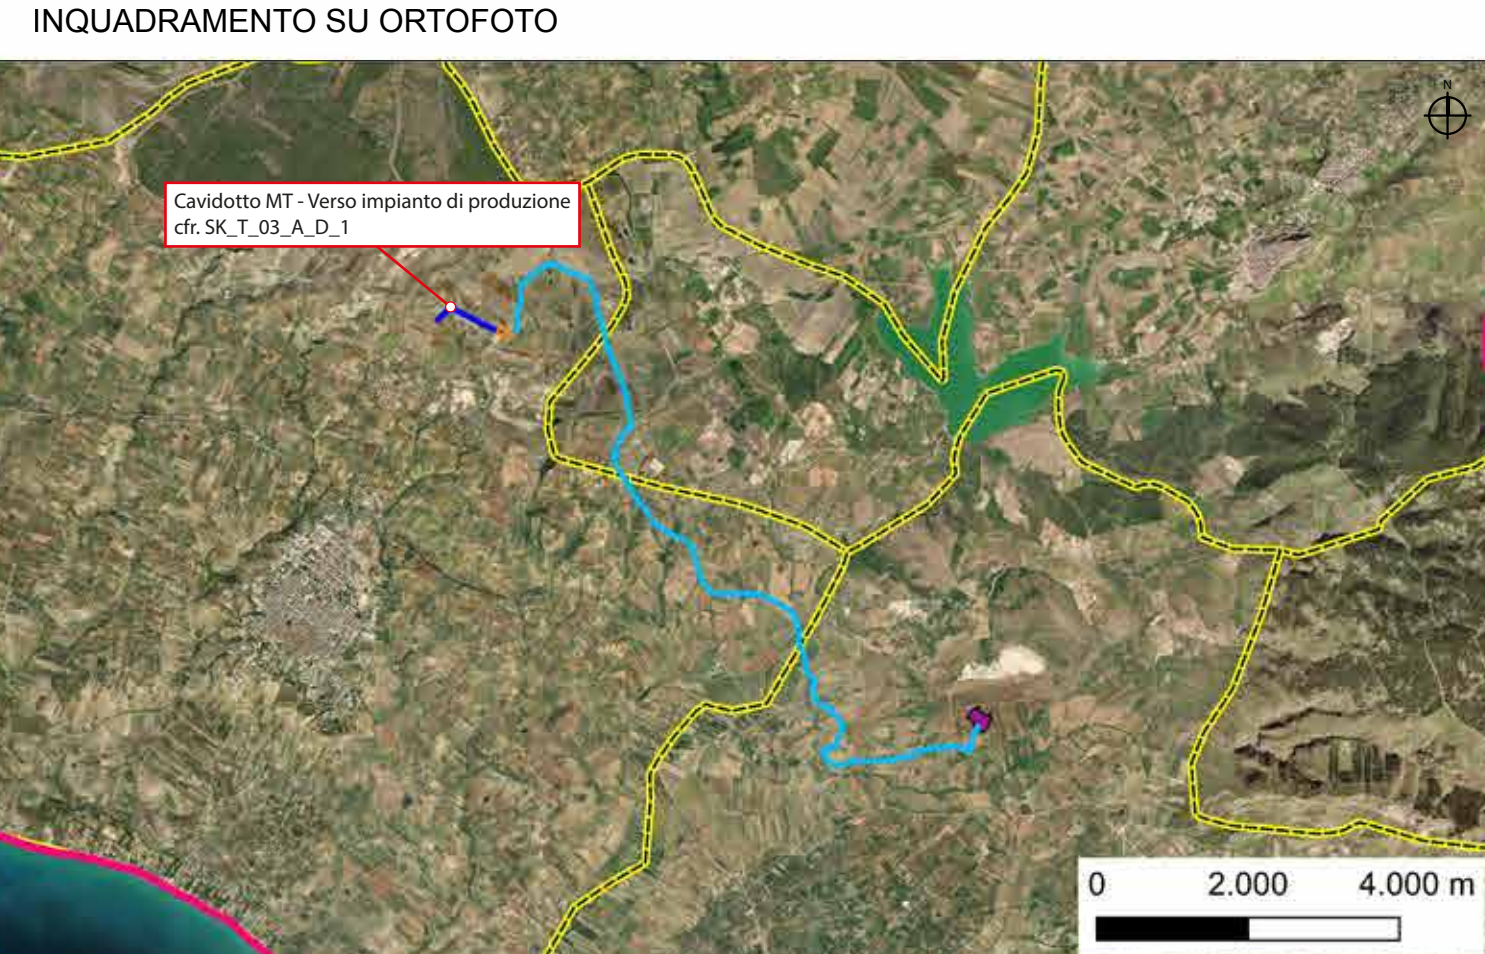 INQUADRAMENTO SU ORTOFOTO
N
Cavidotto MT - Verso impianto di produzione
cfr. SK_T_03_A_D_1
0 2.000 4.000 m